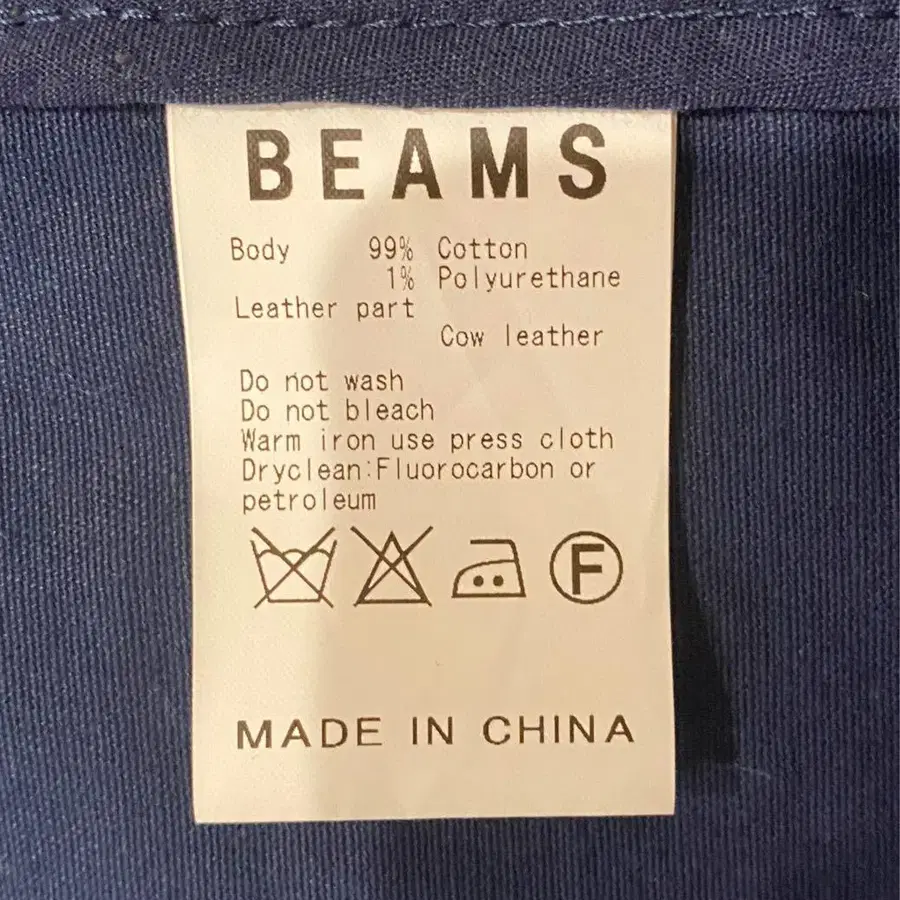 BEAMS
Body 99% Cotton
1% Polyurethane
Leather part
Cow leather
Do not wash
Do not bleach
Warm iron use press cloth
Dryclean:Fluorocarbon or
petroleum
F
MADE IN CHINA